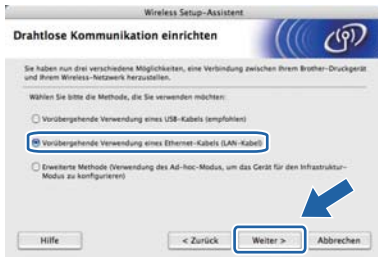 Wireless Setup-Assistent
Drahtlose Kommunikation einrichten
Sie haben nun drei verschiedene Möglichkeiten, eine Verbindung zwischen Ihrem Brother-Druckgerät
und Ihrem Wireless-Netzwerk herzustellen.
Wählen Sie bitte die Methode, die Sie verwenden möchten:
Vorübergehende Verwendung eines USB-Kabels (empfohlen)
Vorübergehende Verwendung eines Ethernet-Kabels (LAN-Kabel)
Erweiterte Methode (Verwendung des Ad-hoc-Modus, um das Gerät für den Infrastruktur-
Modus zu konfigurieren)
Hilfe < Zurück Weiter > Abbrechen